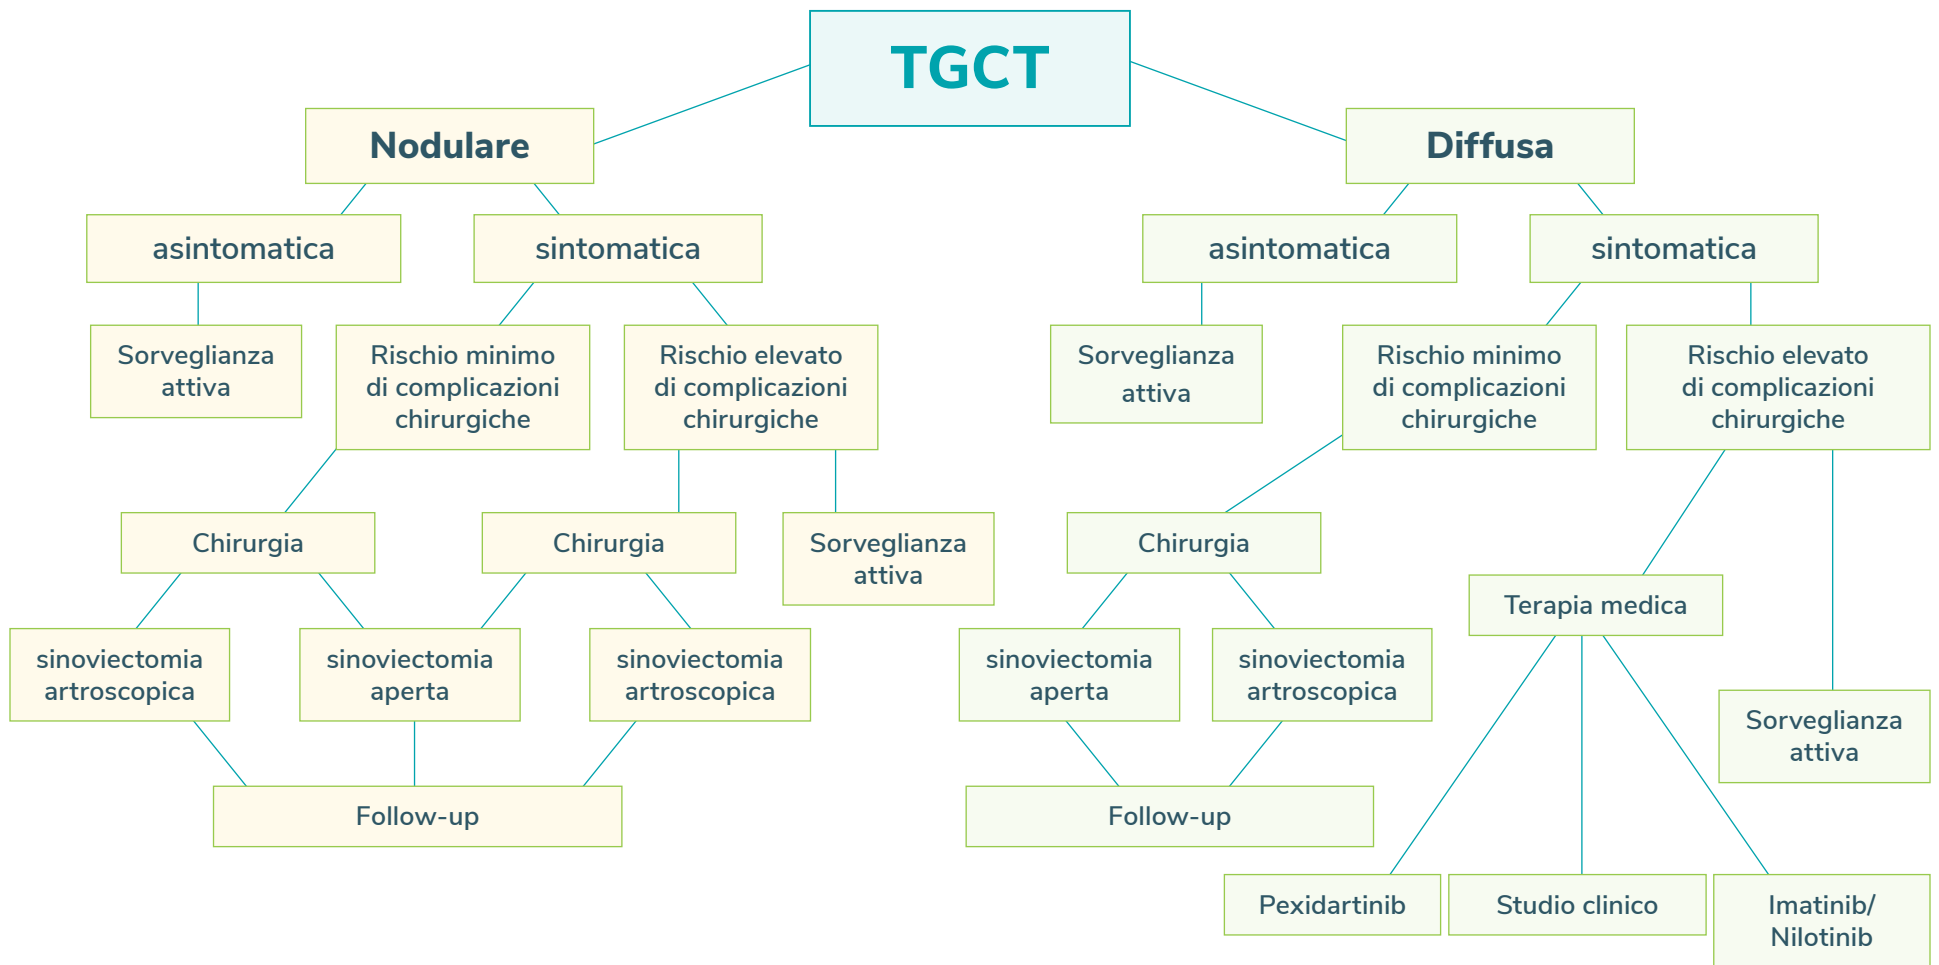 TGCT
Nodulare
Diffusa
asintomatica
sintomatica
asintomatica
sintomatica
Sorveglianza
attiva
Rischio minimo
di complicazioni
chirurgiche
Rischio elevato
di complicazioni
chirurgiche
Sorveglianza
attiva
Rischio minimo
di complicazioni
chirurgiche
Rischio elevato
di complicazioni
chirurgiche
Chirurgia
Chirurgia
Sorveglianza
attiva
Chirurgia
Terapia medica
sinoviectomia
artroscopica
sinoviectomia
aperta
sinoviectomia
artroscopica
sinoviectomia
aperta
sinoviectomia
artroscopica
Sorveglianza
attiva
Follow-up
Follow-up
Pexidartinib
Studio clinico
Imatinib/
Nilotinib